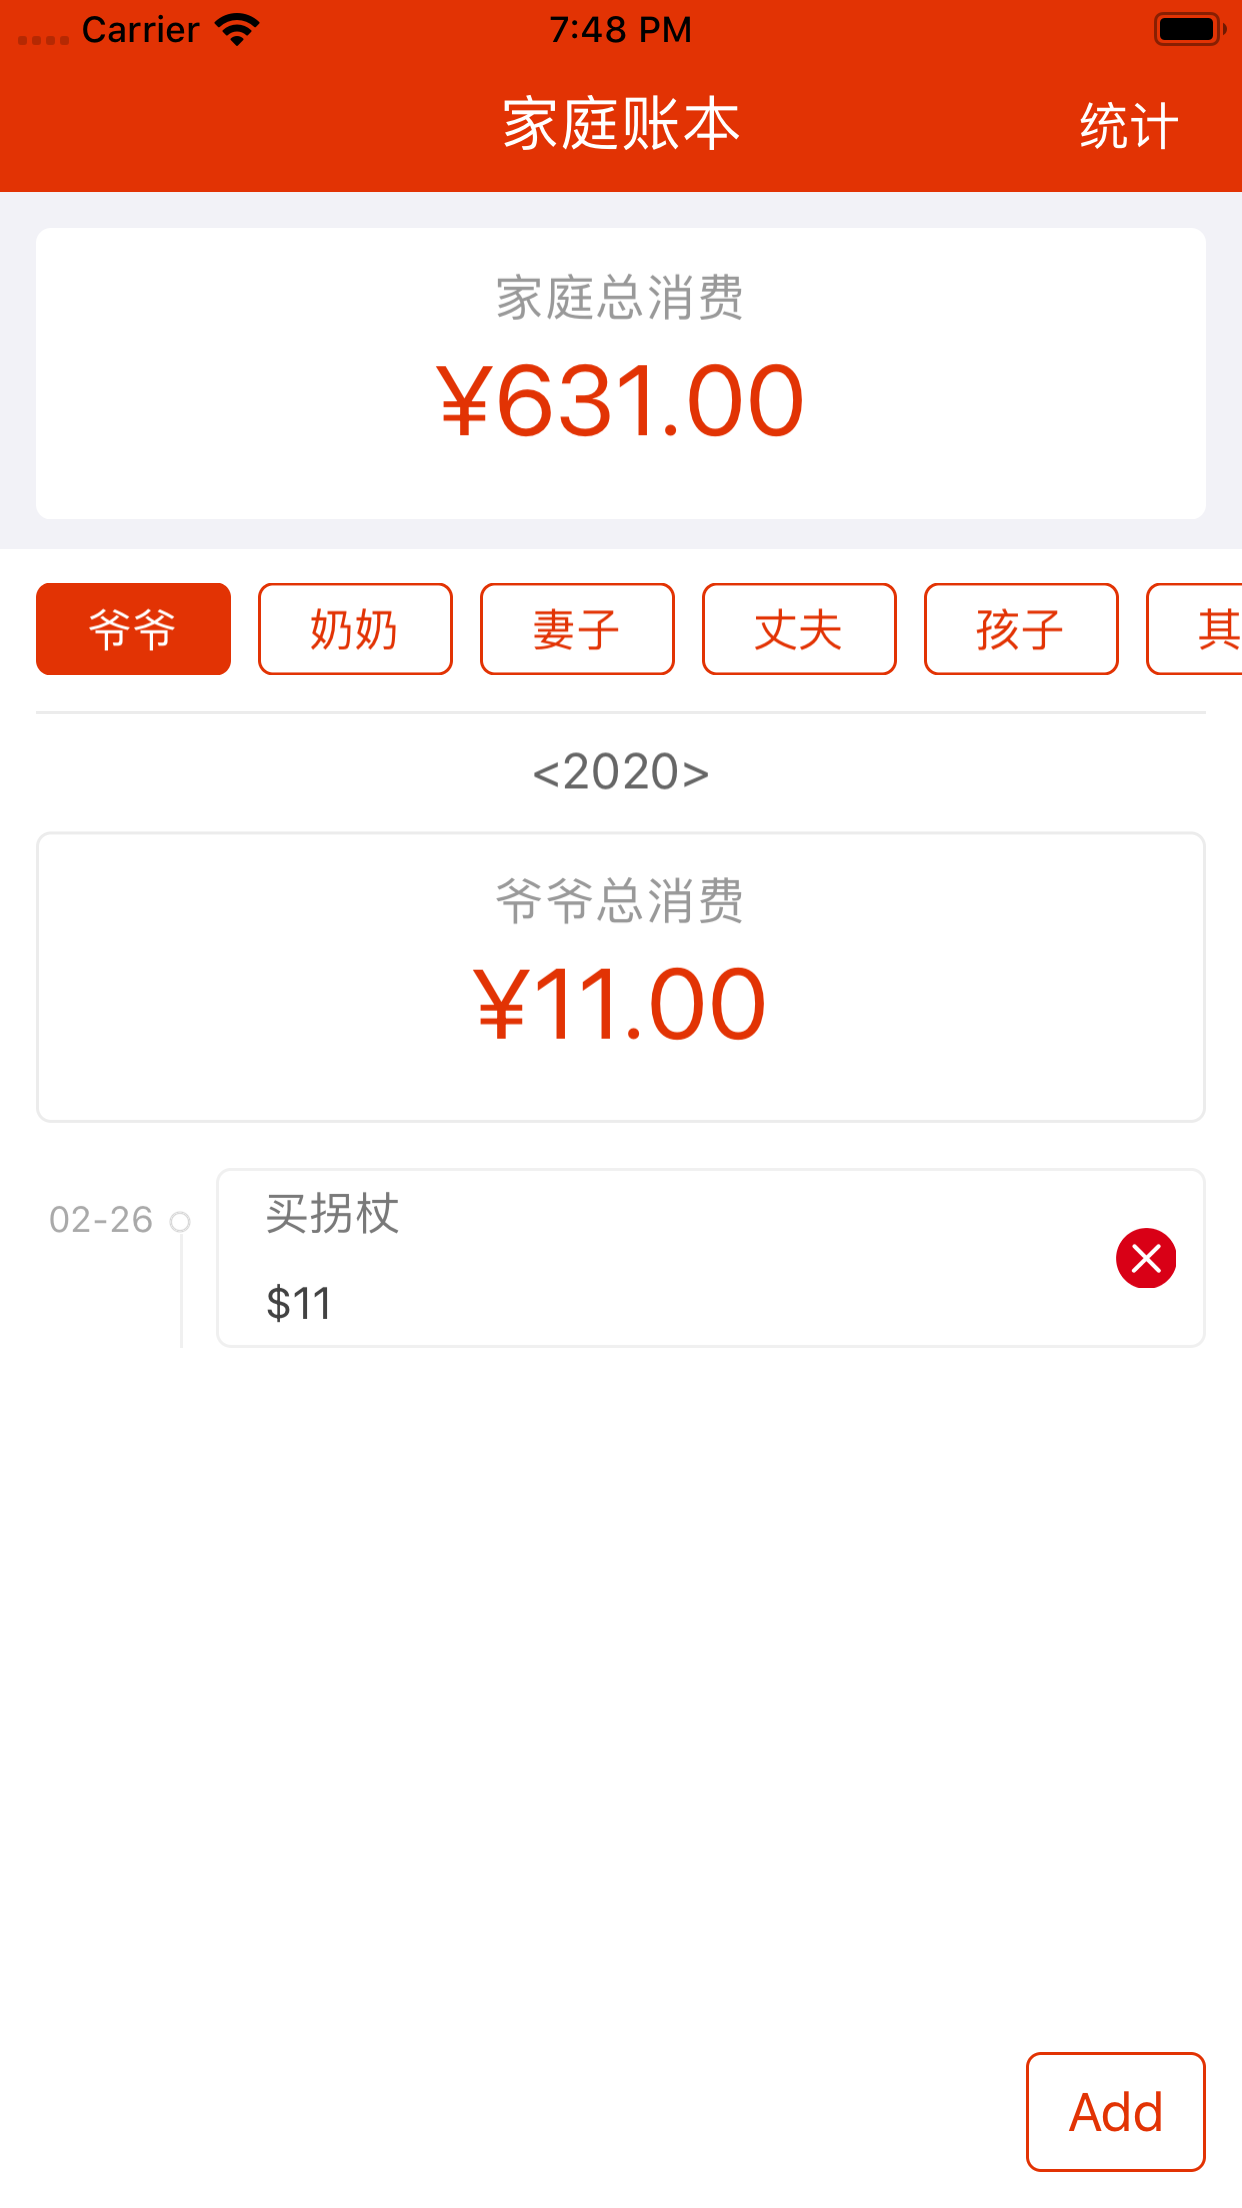 Carrier 7:48 PM
家庭账本 统计
家庭总消费
¥631.00
爷爷 奶奶 妻子 丈夫 孩子 其
<2020>
爷爷总消费
¥11.00
02-26 买拐杖
$11
Add